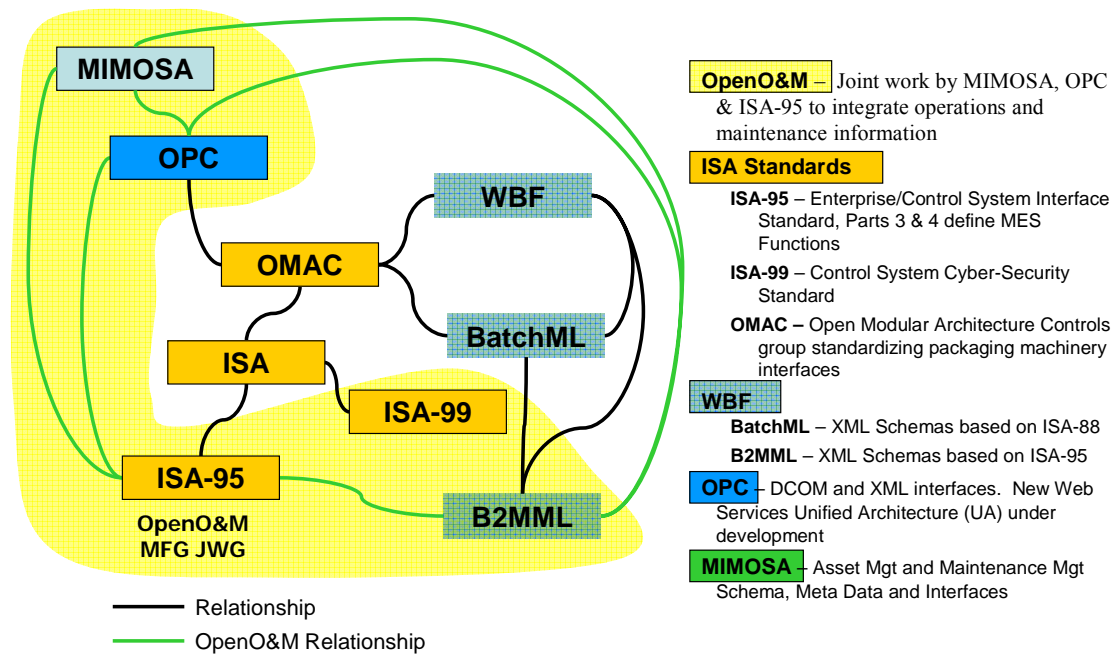 MIMOSA
OPC
WBF
OMAC
BatchML
ISA
ISA-99
ISA-95
B2MML
OpenO&M
MFG JWG
Relationship
OpenO&M Relationship
OpenO&M – Joint work by MIMOSA, OPC
& ISA-95 to integrate operations and
maintenance information
ISA Standards
ISA-95 – Enterprise/Control System Interface
Standard, Parts 3 & 4 define MES
Functions
ISA-99 – Control System Cyber-Security
Standard
OMAC – Open Modular Architecture Controls
group standardizing packaging machinery
interfaces
WBF
BatchML – XML Schemas based on ISA-88
B2MML – XML Schemas based on ISA-95
OPC – DCOM and XML interfaces. New Web
Services Unified Architecture (UA) under
development
MIMOSA – Asset Mgt and Maintenance Mgt
Schema, Meta Data and Interfaces